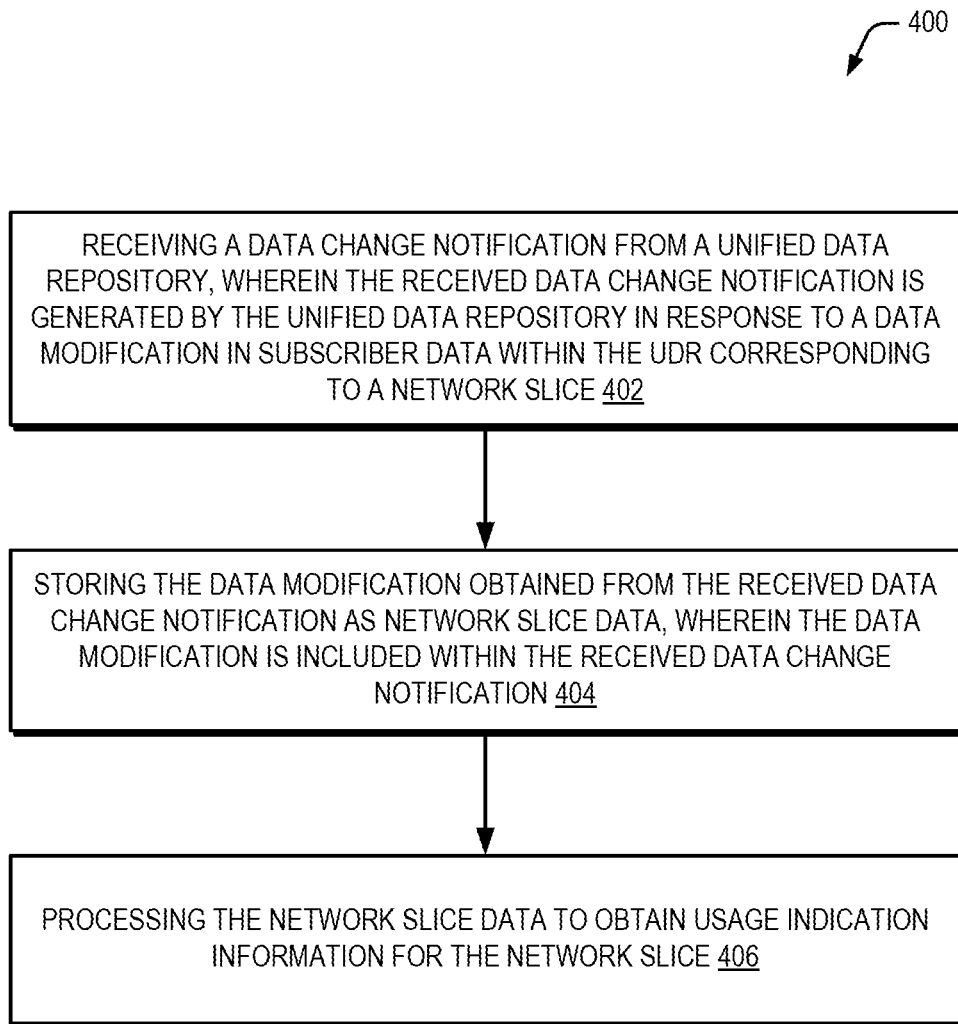 400
RECEIVING A DATA CHANGE NOTIFICATION FROM A UNIFIED DATA
REPOSITORY, WHEREIN THE RECEIVED DATA CHANGE NOTIFICATION IS
GENERATED BY THE UNIFIED DATA REPOSITORY IN RESPONSE TO A DATA
MODIFICATION IN SUBSCRIBER DATA WITHIN THE UDR CORRESPONDING
TO A NETWORK SLICE 402
STORING THE DATA MODIFICATION OBTAINED FROM THE RECEIVED DATA
CHANGE NOTIFICATION AS NETWORK SLICE DATA, WHEREIN THE DATA
MODIFICATION IS INCLUDED WITHIN THE RECEIVED DATA CHANGE
NOTIFICATION 404
PROCESSING THE NETWORK SLICE DATA TO OBTAIN USAGE INDICATION
INFORMATION FOR THE NETWORK SLICE 406